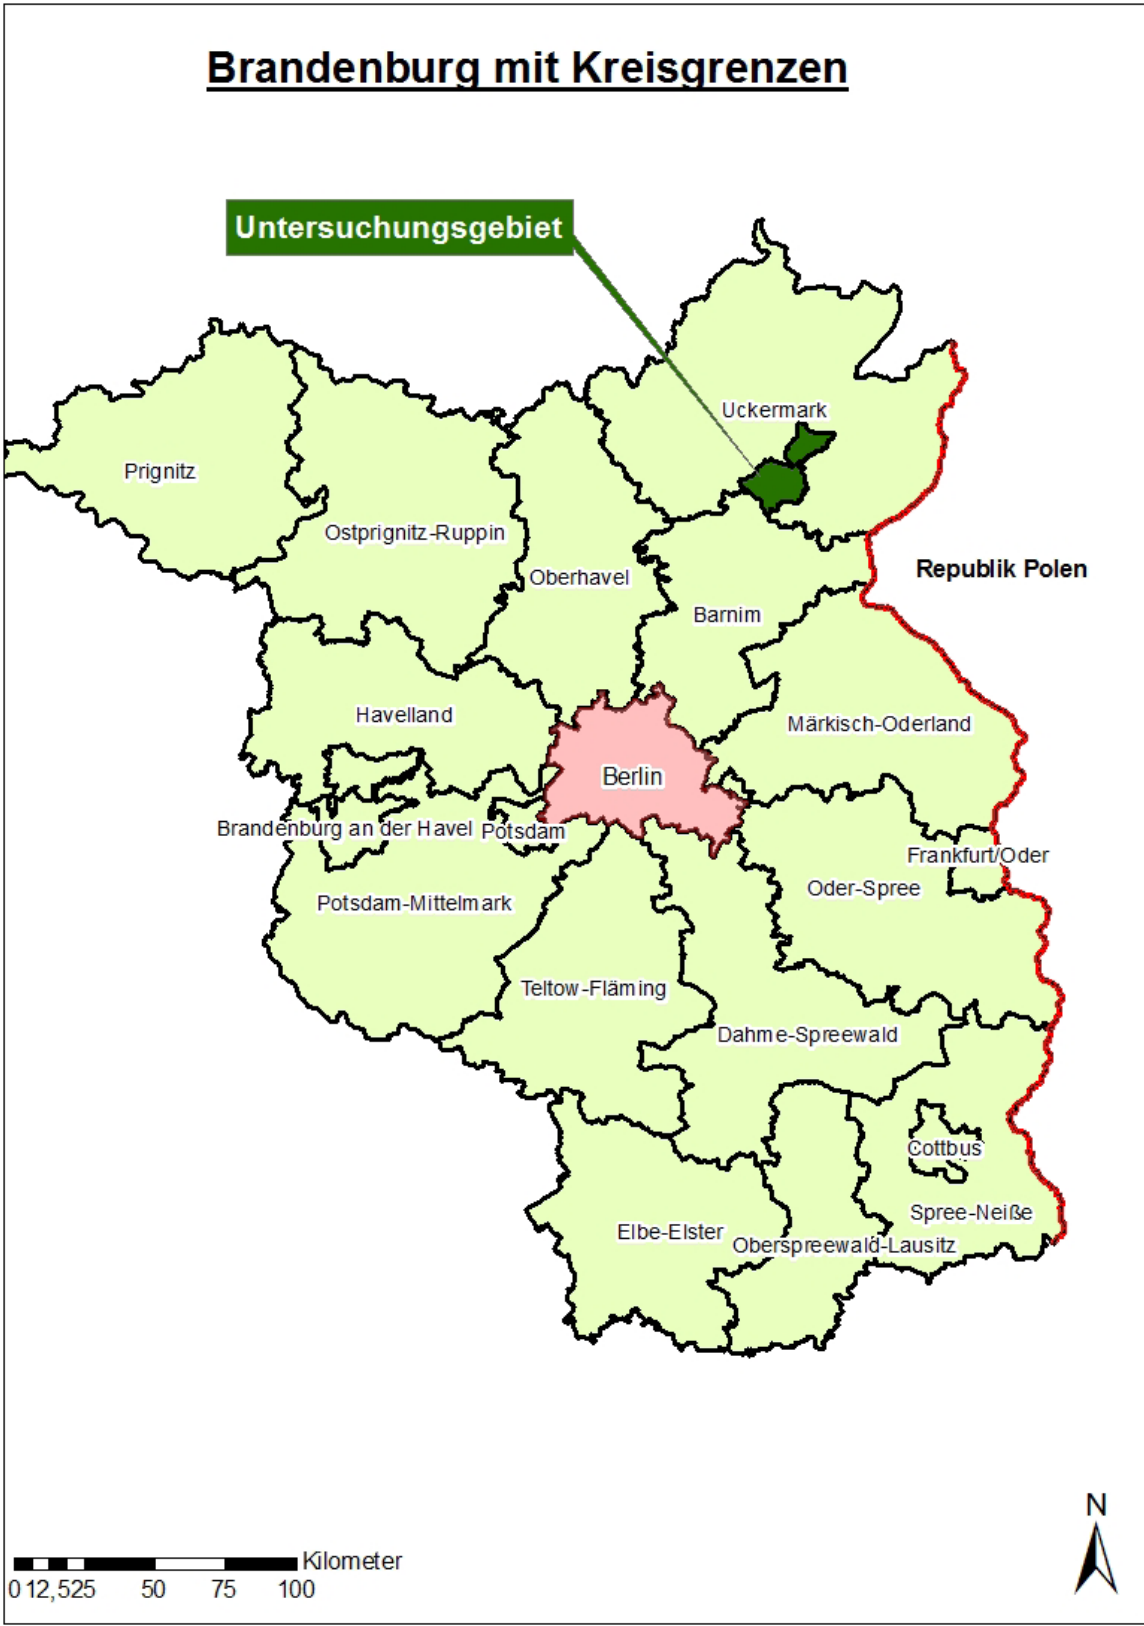 Brandenburg mit Kreisgrenzen
Untersuchungsgebiet
Uckermark
Prignitz
Ostprignitz-Ruppin
Republik Polen
Oberhavel
Barnim
Havelland
Märkisch-Oderland
Berlin
Brandenburg an der Havel
Potsdam
Frankfurt/Oder
Oder-Spree
Potsdam-Mittelmark
Teltow-Fläming
Dahme-Spreewald
Cottbus
Spree-Neiße
Elbe-Elster
Oberspreewald-Lausitz
N
Kilometer
0 12,525 50 75 100